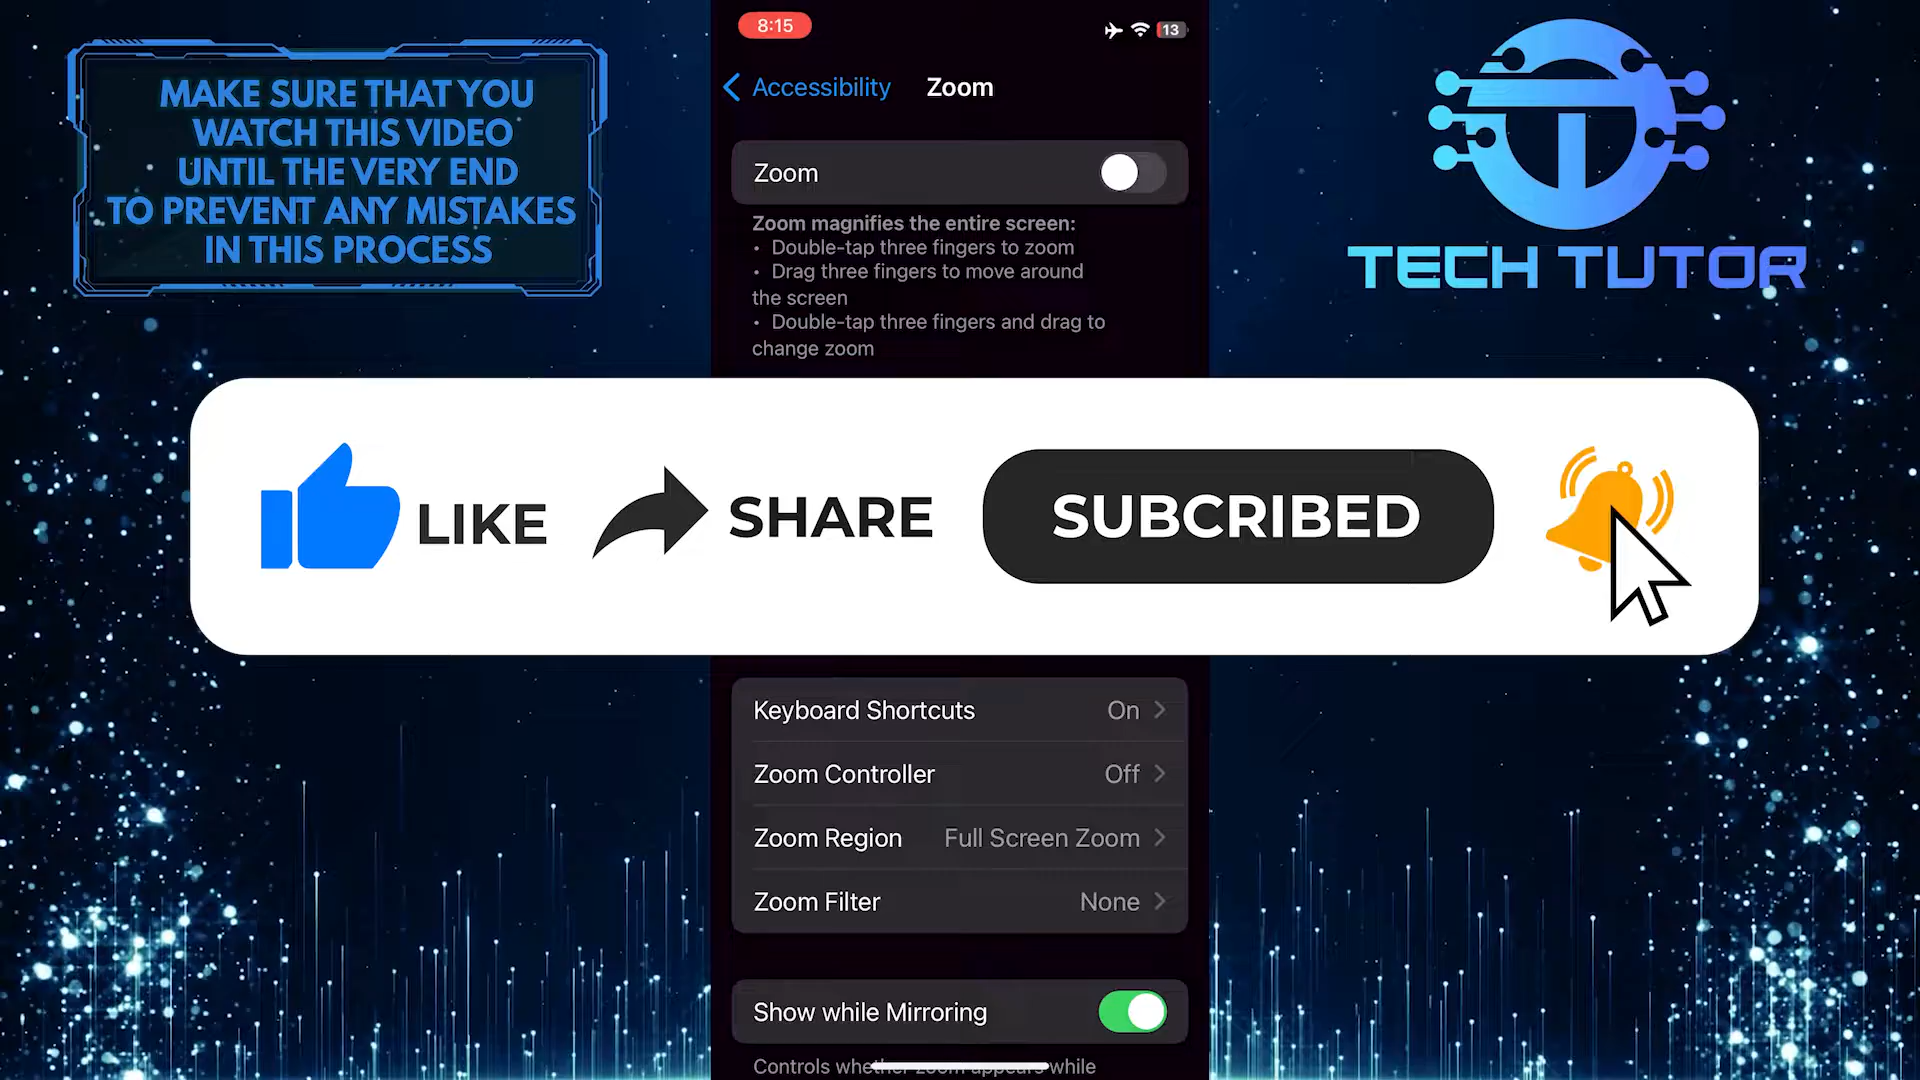 MAKE SURE THAT YOU
WATCH THIS VIDEO
UNTIL THE VERY END
TO PREVENT ANY MISTAKES
IN THIS PROCESS
8:15
13
Accessibility
Zoom
Zoom
Zoom magnifies the entire screen:
• Double-tap three fingers to zoom
• Drag three fingers to move around
the screen
• Double-tap three fingers and drag to
change zoom
TECH TUTOR
LIKE
SHARE
SUBCRIBED
Keyboard Shortcuts On
Zoom Controller Off
Zoom Region Full Screen Zoom
Zoom Filter None
Show while Mirroring
Controls whether zoom appears while